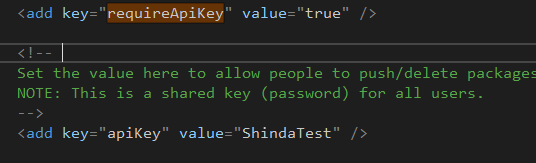 <add key="requireApiKey" value="true" />
<!--
Set the value here to allow people to push/delete packages
NOTE: This is a shared key (password) for all users.
-->
<add key="apiKey" value="ShindaTest" />